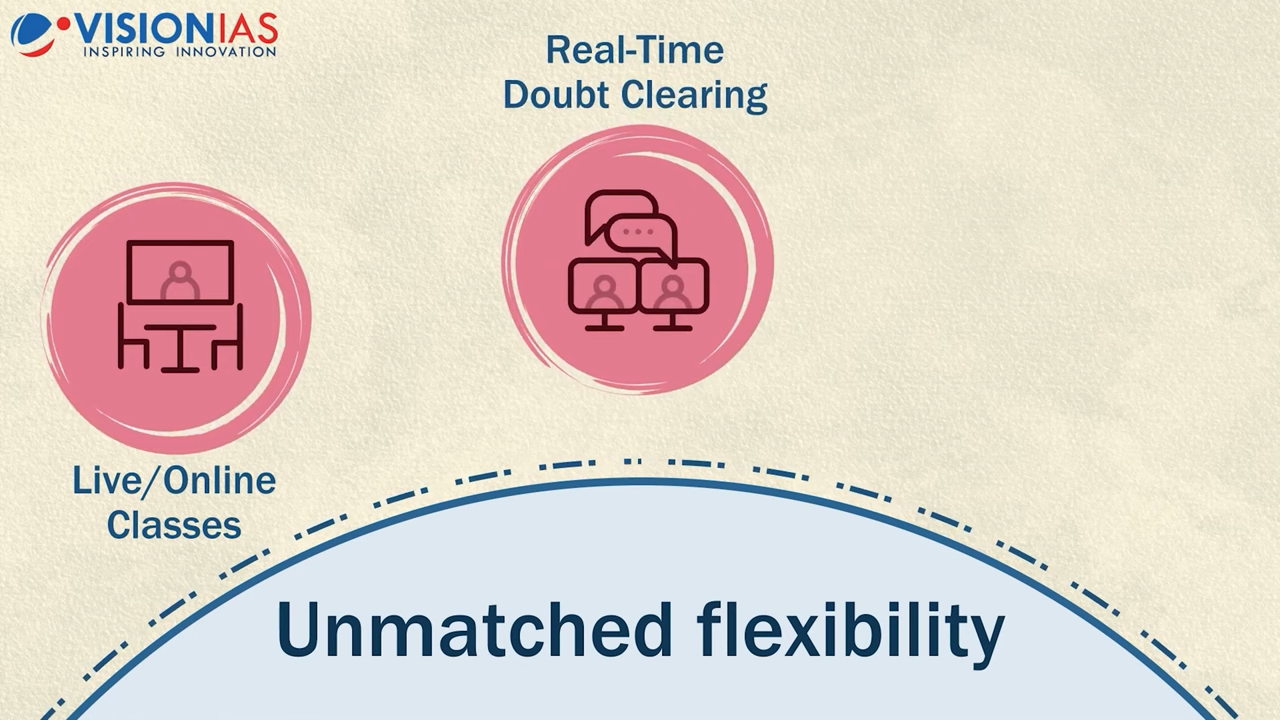 VISIONIAS
INSPIRING INNOVATION
Real-Time
Doubt Clearing
Live/Online
Classes
Unmatched flexibility